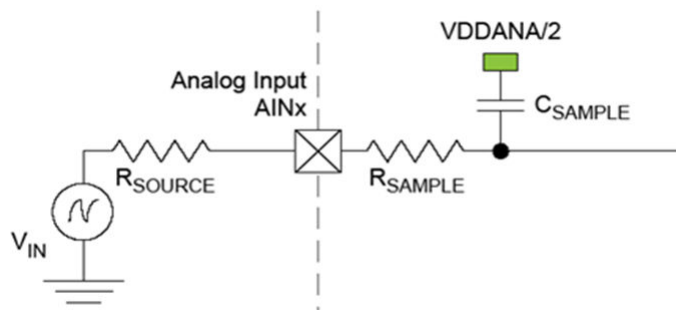 VDDANA/2
Analog Input
AINx
CSAMPLE
RSOURCE
RSAMPLE
VIN